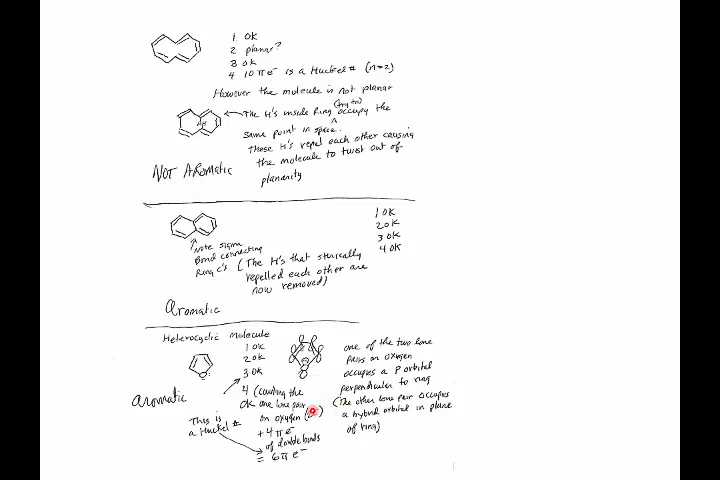 1 OK
2 planar?
3 OK
4 10 π e⁻ is a Huckel # (n=2)
However the molecule is not planar
The H's inside Ring (try to) occupy the
same point in space.
These H's repel each other causing
the molecule to twist out of
planarity
NOT AROMATIC
1 OK
2 OK
3 OK
4 OK
Note sigma
Bond connecting
Ring C's
(The H's that sterically
repelled each other are
now removed)
Aromatic
Heterocyclic molecule
1 OK
2 OK
3 OK
4 (counting the
OK one lone pair
on oxygen
+4 π e⁻
of double bonds
= 6 π e⁻
Aromatic
This is
a Huckel #
one of the two lone
pairs on oxygen
occupies a p orbital
perpendicular to ring
(The other lone pair occupies
a hybrid orbital in plane
of ring)